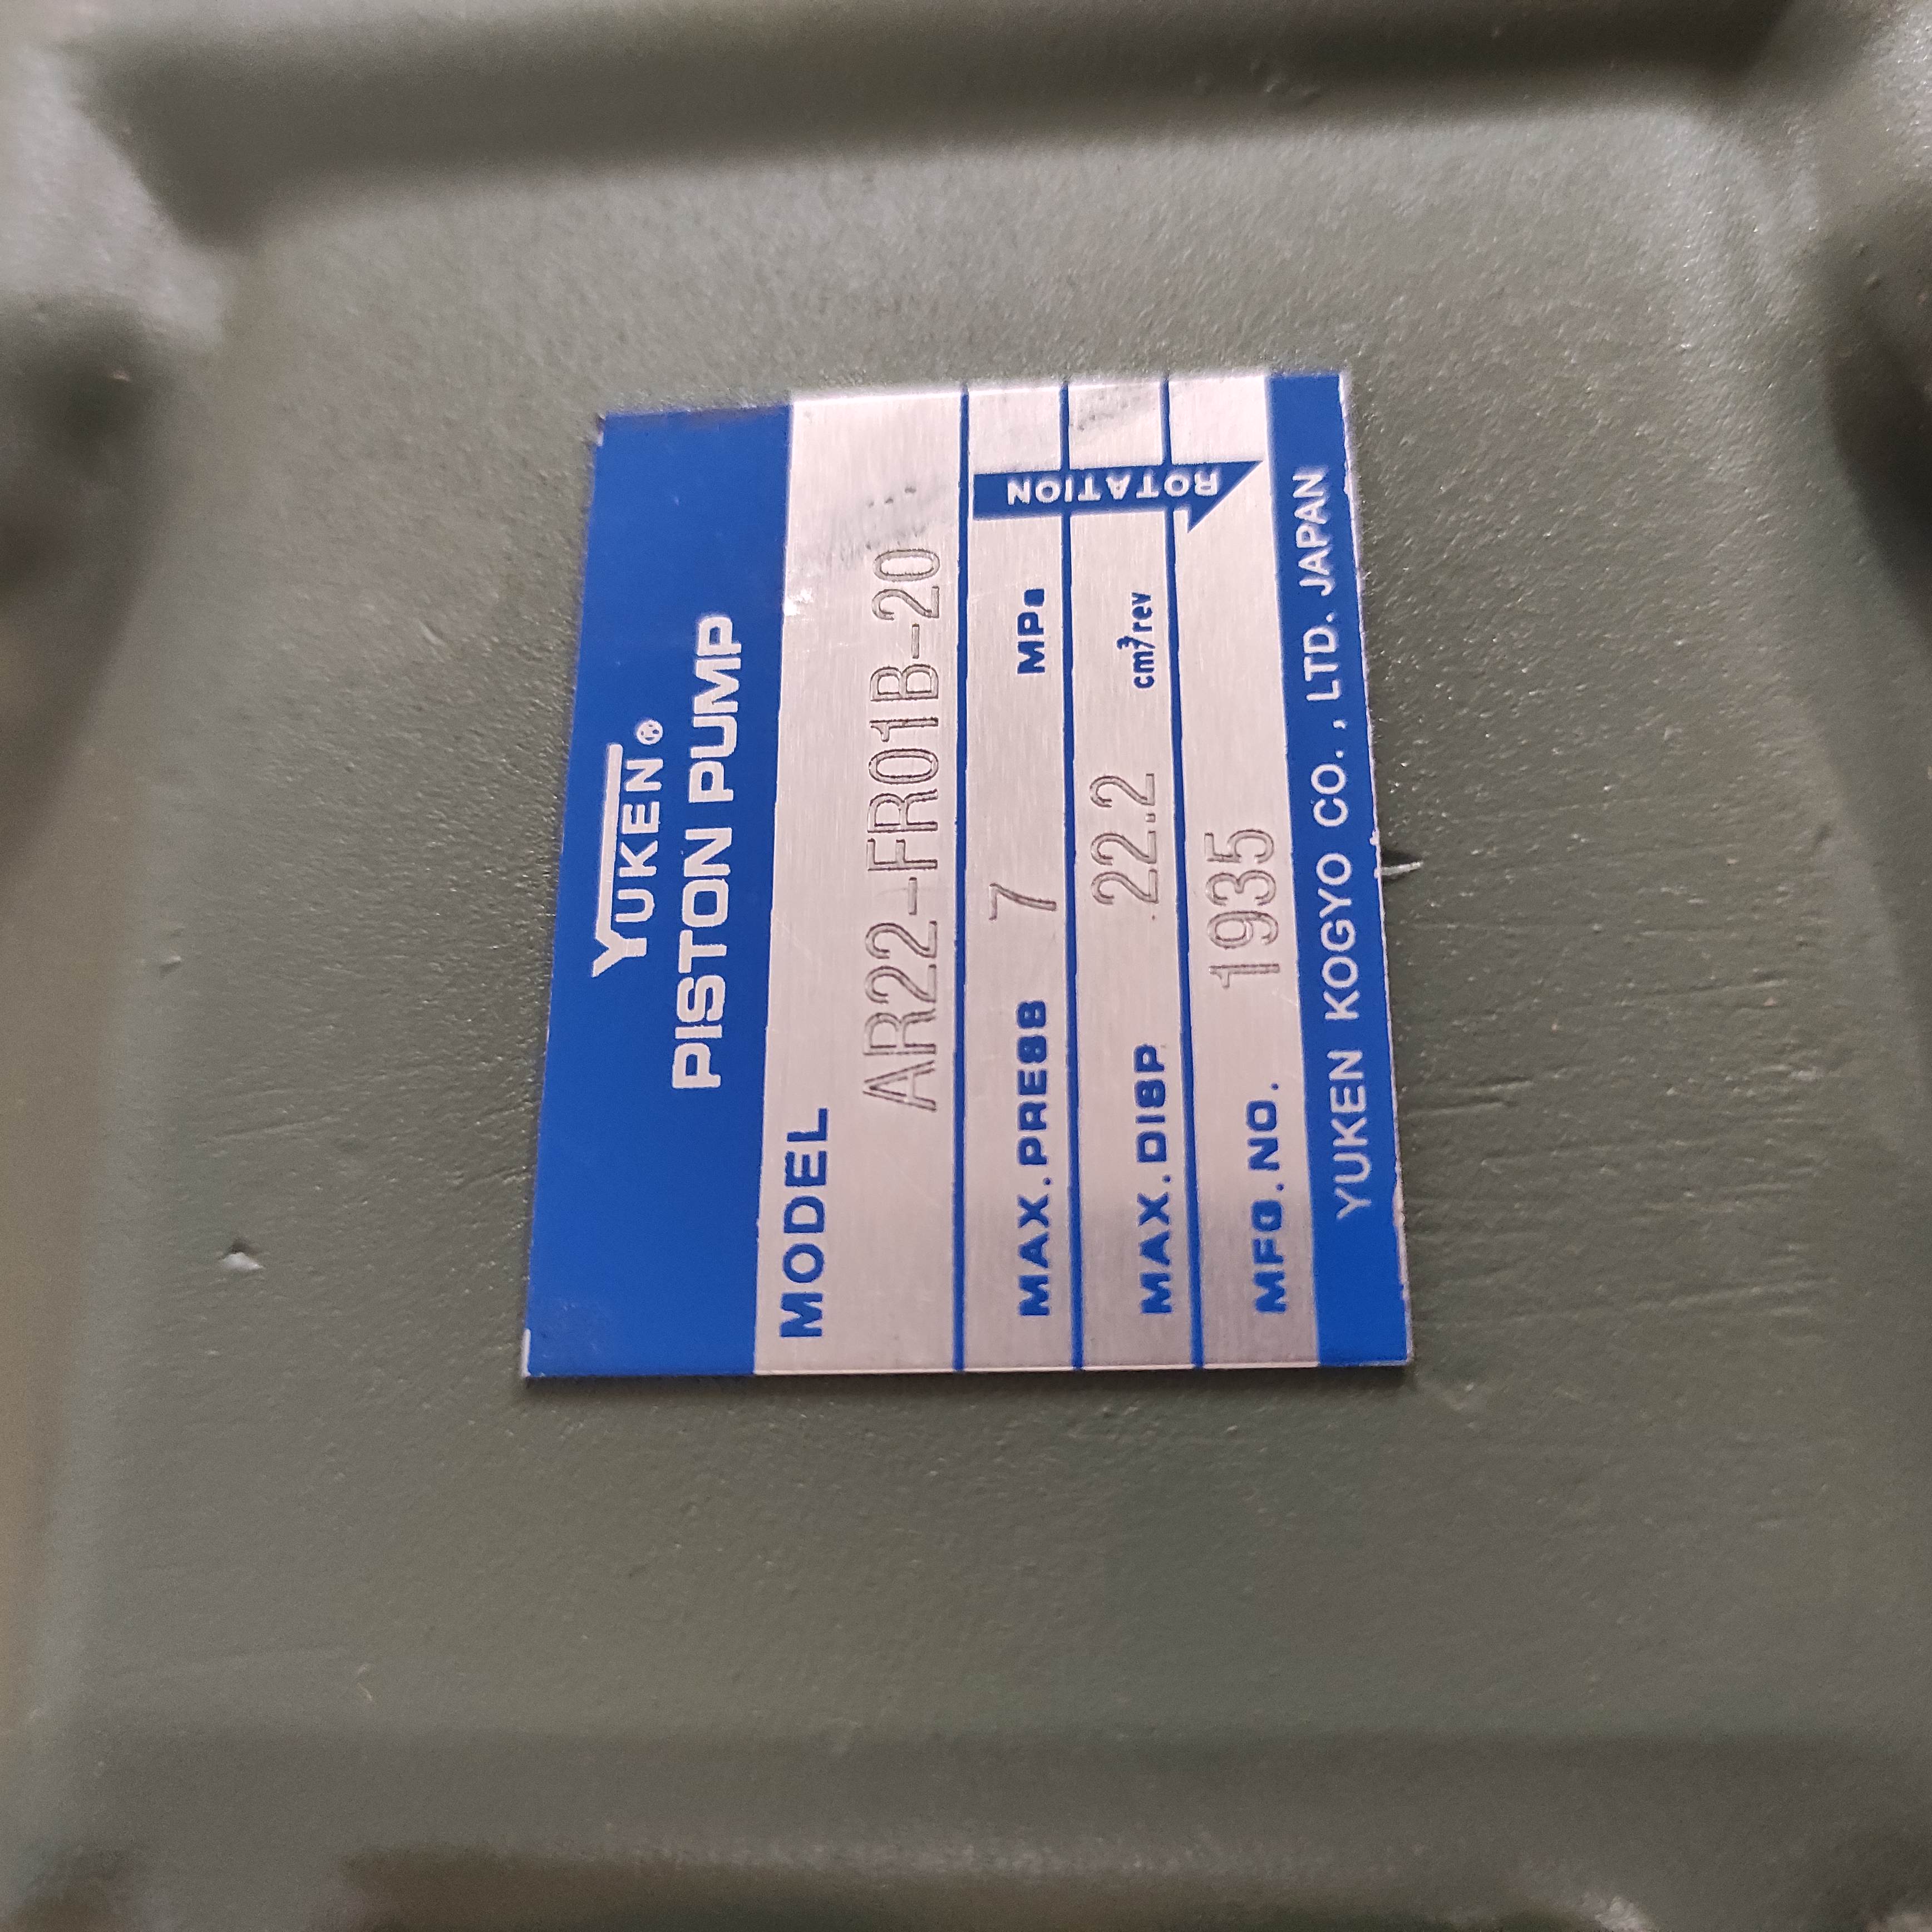 YUKEN®
PISTON PUMP
MODEL
AR22-FR01B-20
MAX.PRESS 7 MPa
MAX.DISP 22.2 cm³/rev
MFG.NO. 1935
ROTATION
YUKEN KOGYO CO., LTD. JAPAN